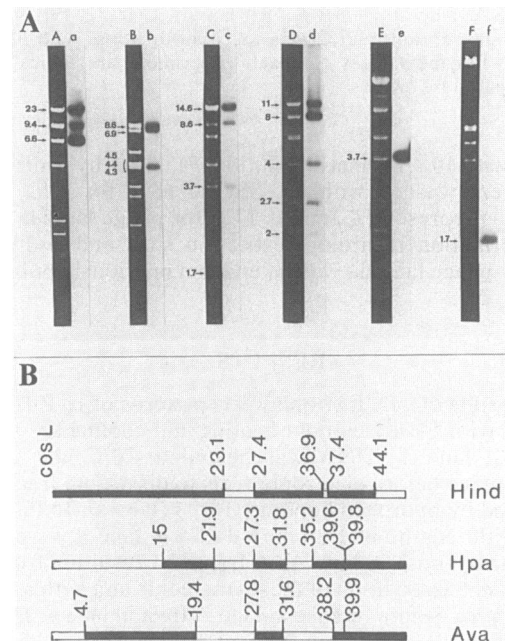 A
A a B b C c D d E e F f
23
9.4
6.6
8.6
6.9
4.5
4.4
4.3
14.6
8.6
3.7
1.7
11
8
4
2.7
2
3.7
1.7
B
cos L 23.1 27.4 36.9 37.4 44.1
Hind
15 21.9 27.9 31.8 35.2 39.6 39.8
Hpa
4.7 19.4 27.8 31.6 38.2 39.9
Ava